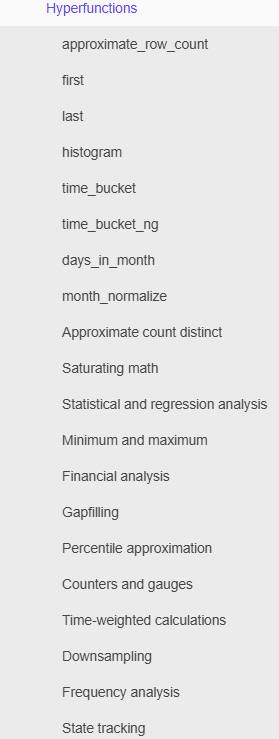 Hyperfunctions
approximate_row_count
first
last
histogram
time_bucket
time_bucket_ng
days_in_month
month_normalize
Approximate count distinct
Saturating math
Statistical and regression analysis
Minimum and maximum
Financial analysis
Gapfilling
Percentile approximation
Counters and gauges
Time-weighted calculations
Downsampling
Frequency analysis
State tracking